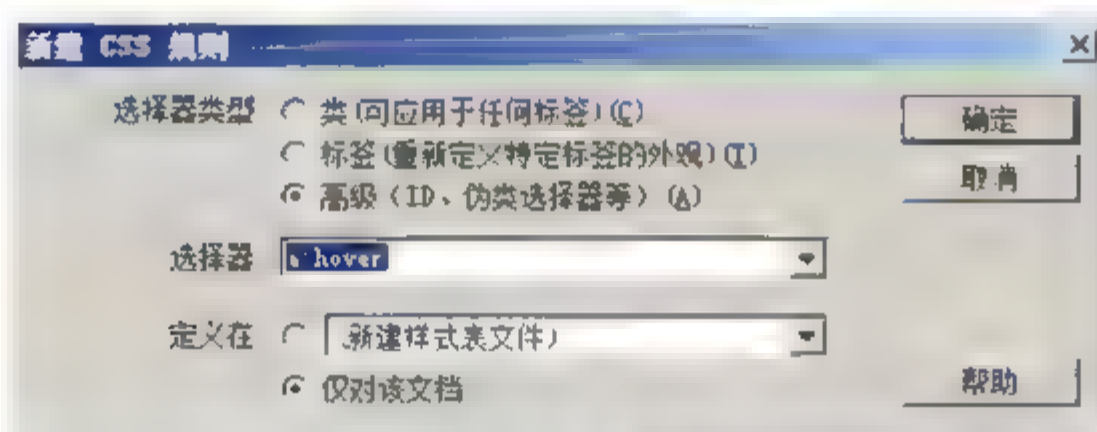 新建 CSS 规则
选择器类型 类(可应用于任何标签)(C) 确定
标签(重新定义特定标签的外观)(T)
高级(ID、伪类选择器等)(A) 取消
选择器 a:hover
定义在 新建样式表文件)
仅对该文档 帮助